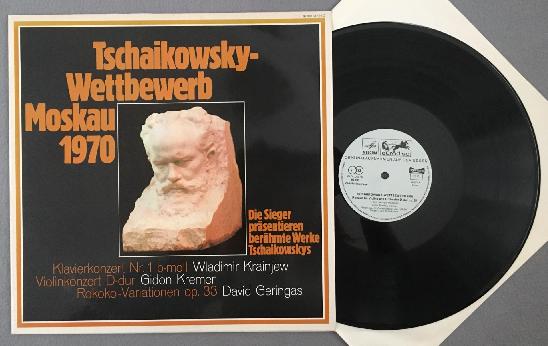 Tschaikowsky-
Wettbewerb
Moskau
1970
Die Sieger
präsentieren
berühmte Werke
Tschaikowskys
Klavierkonzert Nr. 1 b-moll Wladimir Krainjew
Violinkonzert D-dur Gidon Kremer
Rokoko-Variationen op. 33 David Geringas
eurodisc